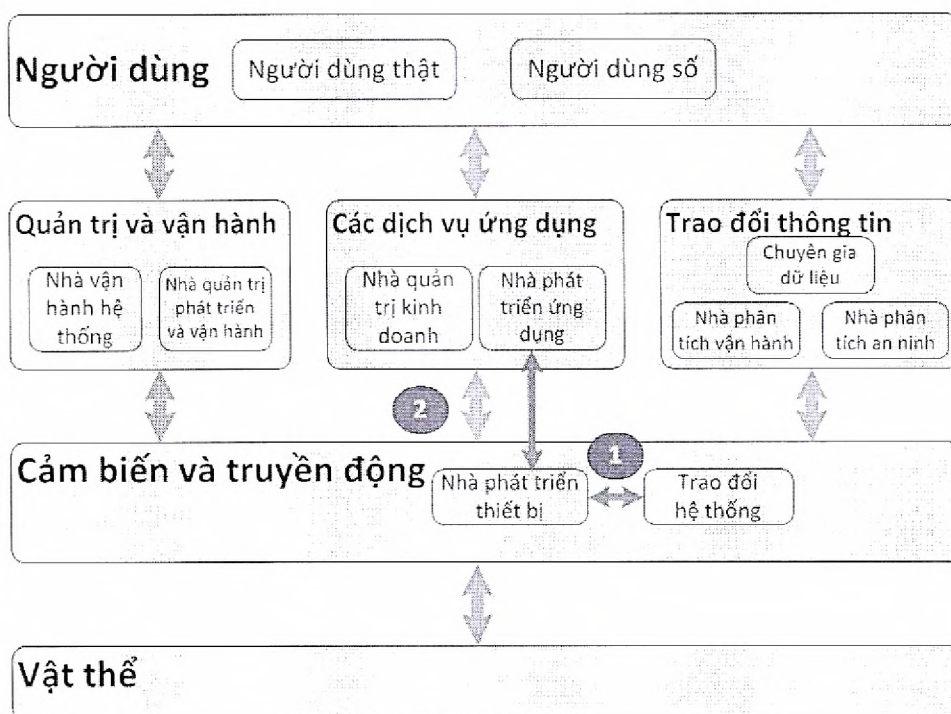 Người dùng
Người dùng thật
Người dùng số
Quản trị và vận hành
Nhà vận
hành hệ
thống
Nhà quản trị
phát triển
và vận hành
Các dịch vụ ứng dụng
Nhà quản
trị kinh
doanh
Nhà phát
triển ứng
dụng
Trao đổi thông tin
Chuyên gia
dữ liệu
Nhà phân
tích vận hành
Nhà phân
tích an ninh
2
Cảm biến và truyền động
1
Nhà phát triển
thiết bị
Trao đổi
hệ thống
Vật thể